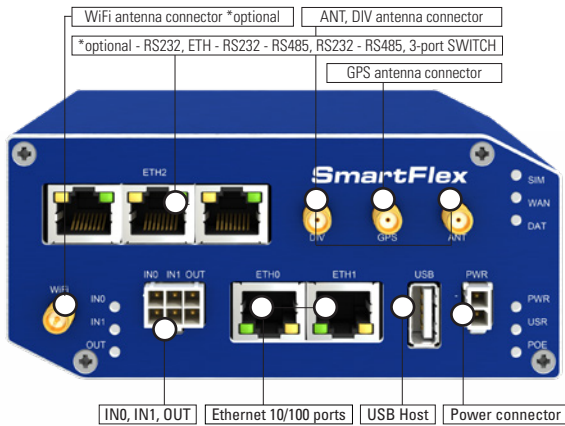 WiFi antenna connector *optional
ANT, DIV antenna connector
*optional - RS232, ETH - RS232 - RS485, RS232 - RS485, 3-port SWITCH
GPS antenna connector
ETH2
SmartFlex
SIM
WAN
DAT
DIV
GPS
ANT
WiFi
IN0 IN1 OUT
ETH0
ETH1
USB
PWR
-
IN0
IN1
OUT
PWR
USR
POE
IN0, IN1, OUT
Ethernet 10/100 ports
USB Host
Power connector